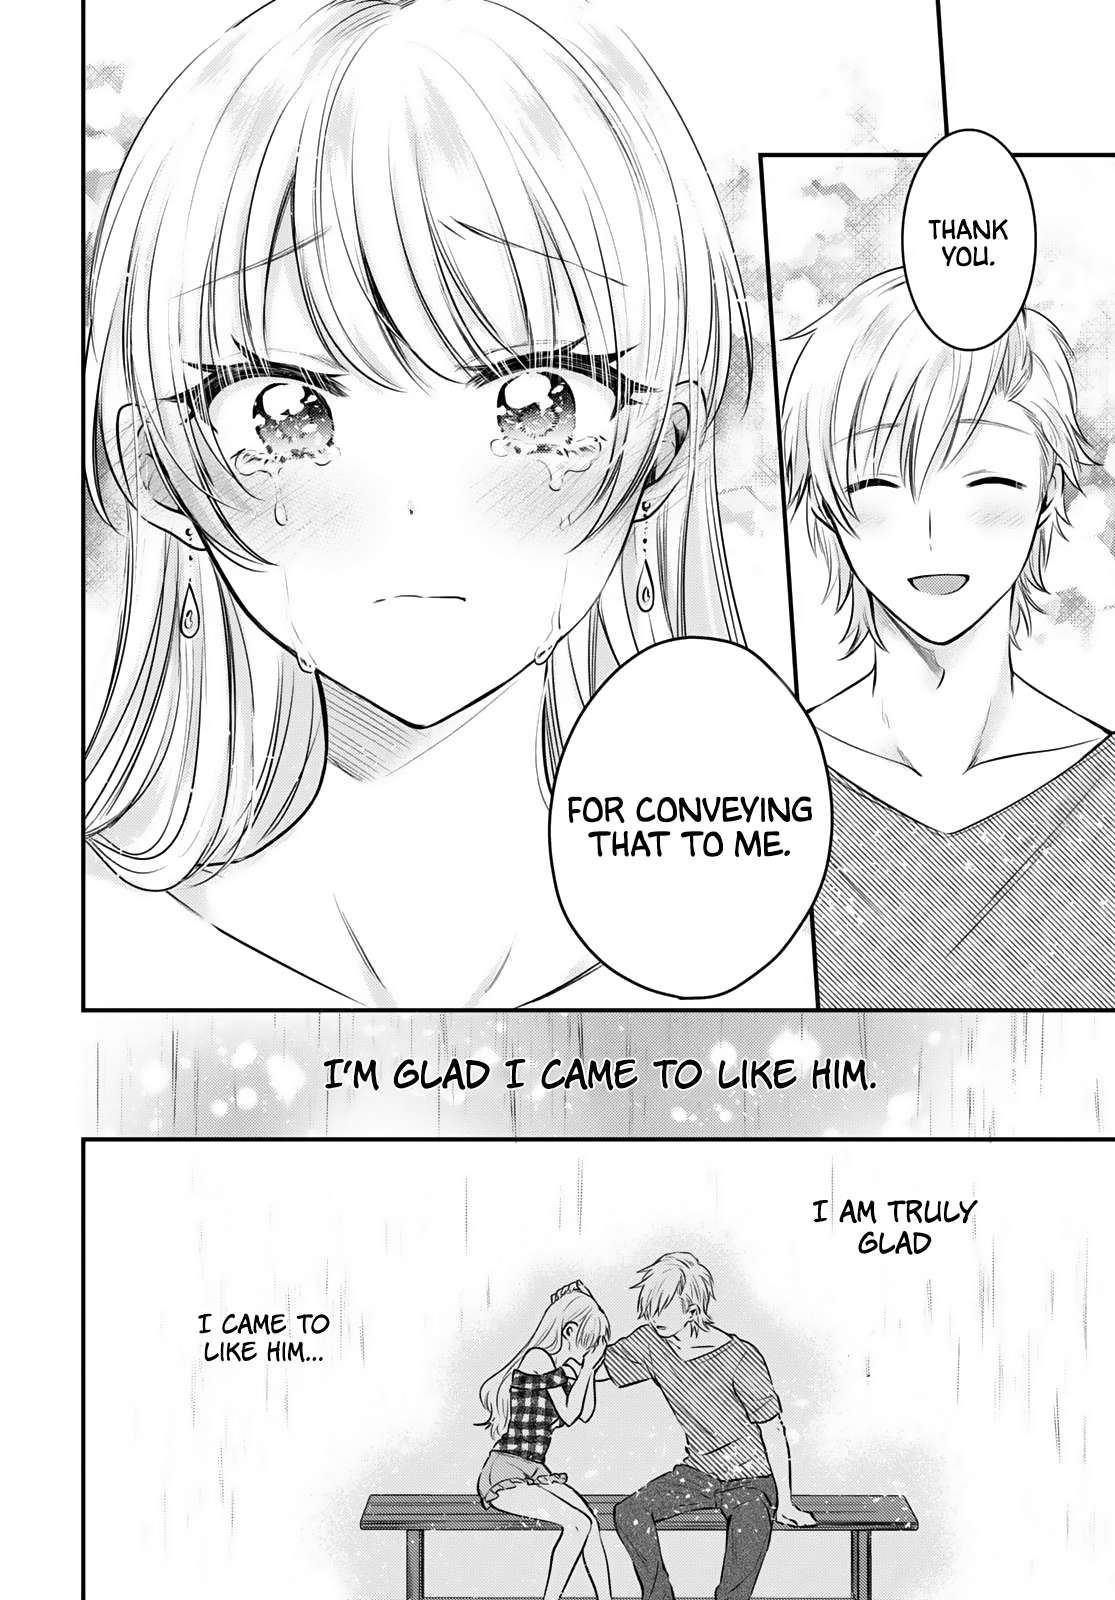 THANK
YOU.
FOR CONVEYING
THAT TO ME.
I'M GLAD I CAME TO LIKE HIM.
I AM TRULY
GLAD
I CAME TO
LIKE HIM...